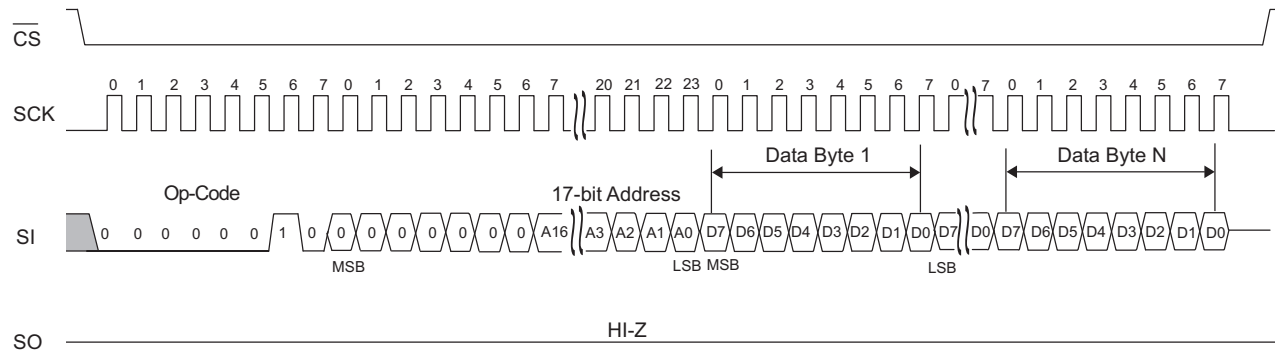 CS
0 1 2 3 4 5 6 7 0 1 2 3 4 5 6 7 20 21 22 23 0 1 2 3 4 5 6 7 0 7 0 1 2 3 4 5 6 7
SCK
Data Byte 1 Data Byte N
Op-Code 17-bit Address
SI 0 0 0 0 0 0 1 0 0 0 0 0 0 0 0 A16 A3 A2 A1 A0 D7 D6 D5 D4 D3 D2 D1 D0 D7 D0 D7 D6 D5 D4 D3 D2 D1 D0
MSB LSB MSB LSB
HI-Z
SO